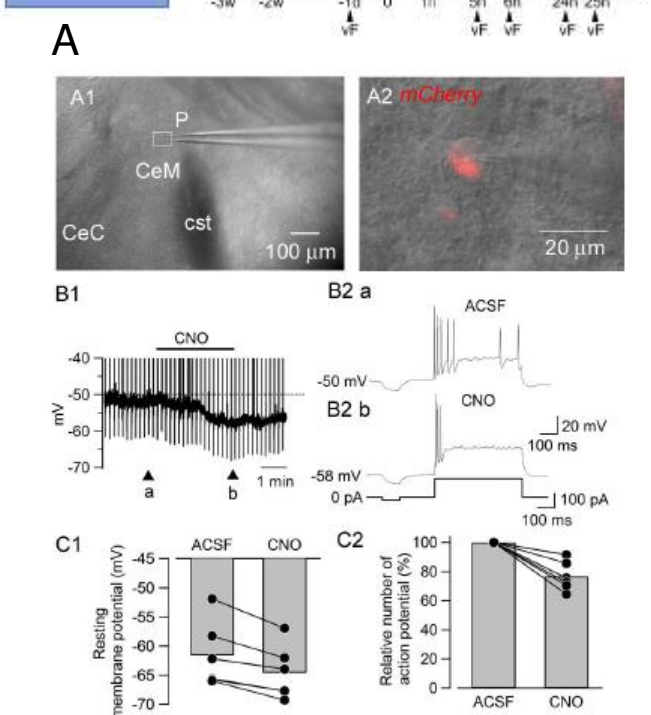 -3w -2w -1d 0 1h 5h 6h 24h 25h
vF vF vF vF vF
A
A1
P
CeM
CeC
cst
100 µm
A2 mCherry
20 µm
B1
CNO
-40
-50
-60
-70
mV
a b
1 min
B2 a
ACSF
-50 mV
B2 b
CNO
20 mV
100 ms
-58 mV
0 pA
100 pA
100 ms
C1
ACSF CNO
Resting
membrane potential (mV)
-45
-50
-55
-60
-65
-70
C2
Relative number of
action potential (%)
100
80
60
40
20
0
ACSF CNO